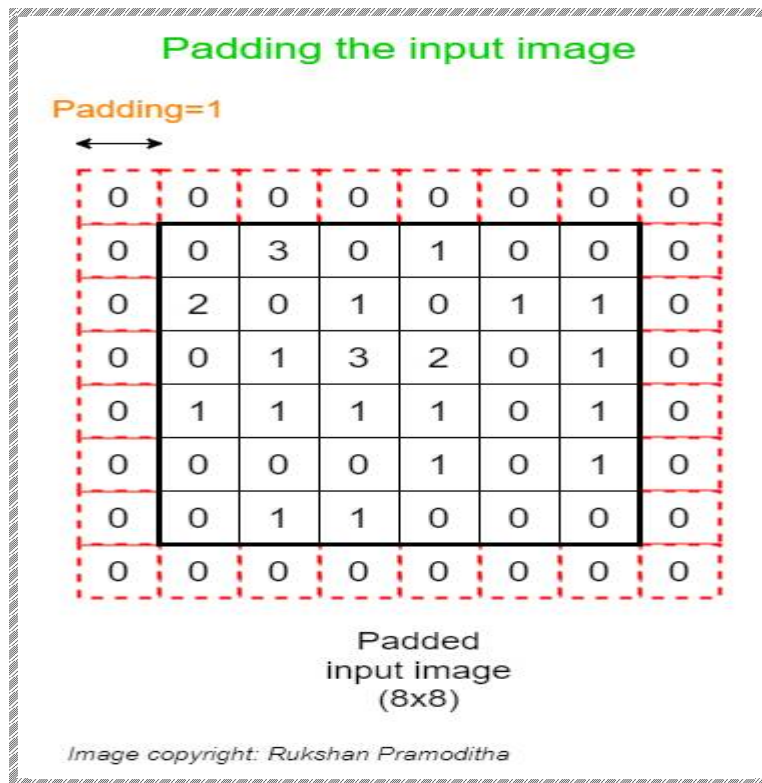 Padding the input image
Padding=1
0 0 0 0 0 0 0 0
0 0 3 0 1 0 0 0
0 2 0 1 0 1 1 0
0 0 1 3 2 0 1 0
0 1 1 1 1 0 1 0
0 0 0 0 1 0 1 0
0 0 1 1 0 0 0 0
0 0 0 0 0 0 0 0
Padded
input image
(8x8)
Image copyright: Rukshan Pramoditha